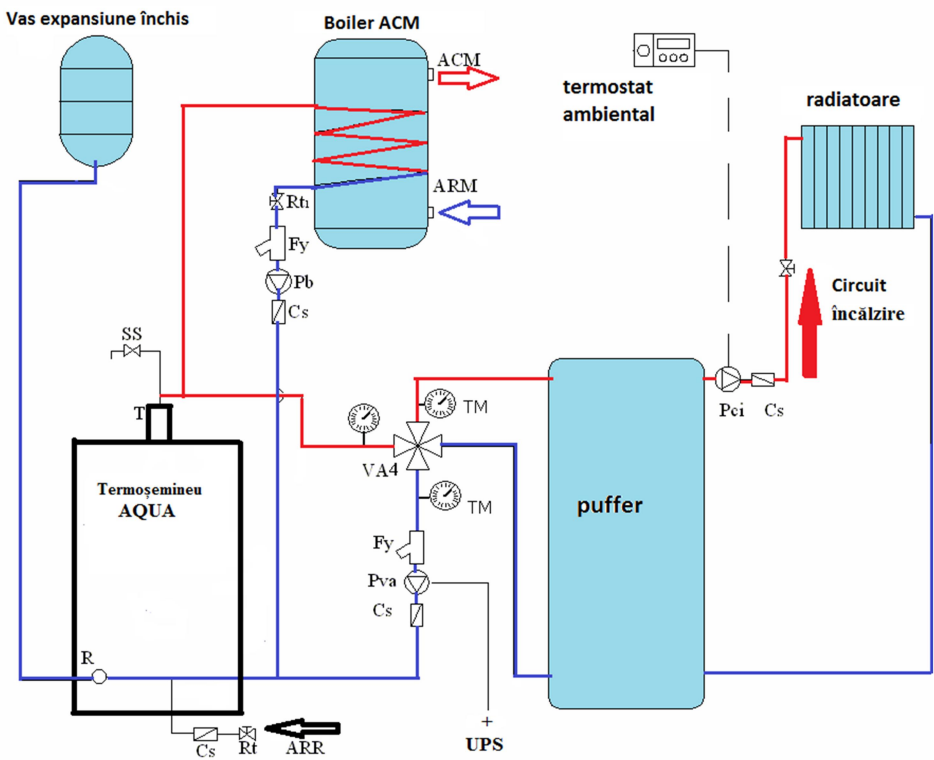 Vas expansiune închis
Boiler ACM
ACM
termostat
ambiental
radiatoare
ARM
Rtı
Fy
Pb
Cs
Circuit
încălzire
SS
T
TM
Pci
Cs
VA4
Termoșemineu
AQUA
TM
puffer
Fy
Pva
Cs
R
+
UPS
Cs
Rt
ARR